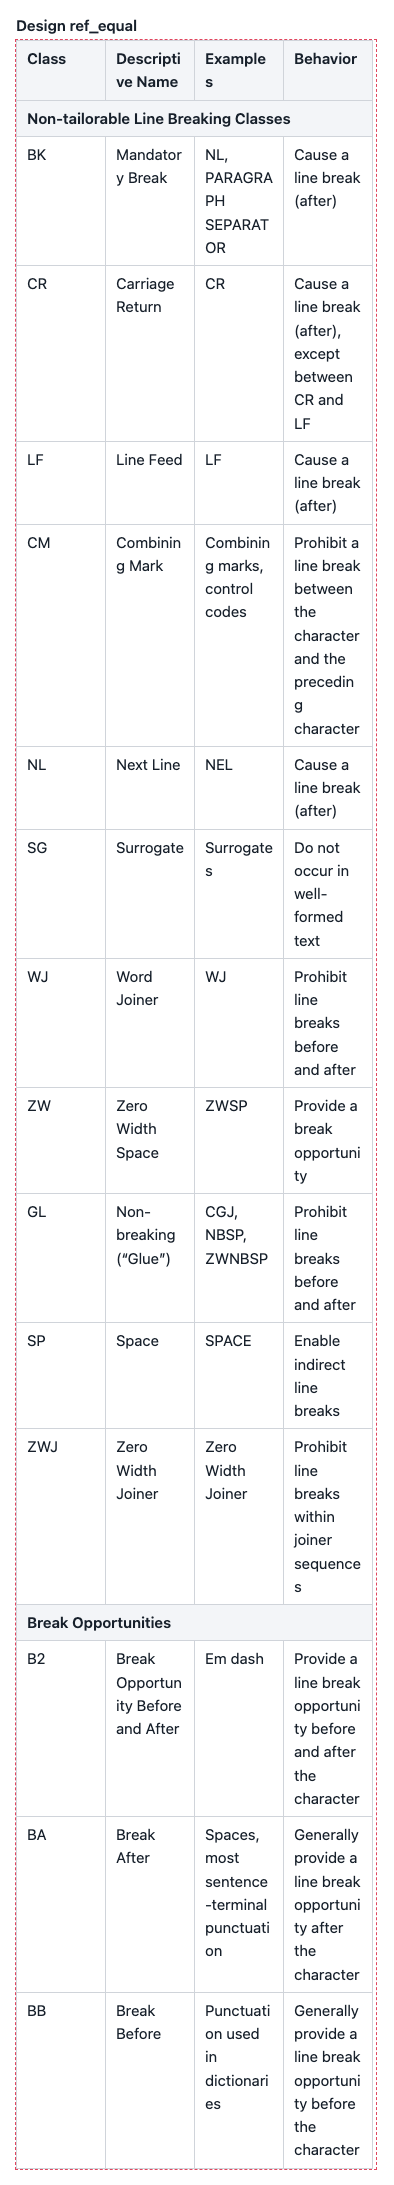 Design ref_equal
Class Descripti Example Behavior
ve Name s
Non-tailorable Line Breaking Classes
BK Mandator NL, Cause a
y Break PARAGRA line break
PH (after)
SEPARAT
OR
CR Carriage CR Cause a
Return line break
(after),
except
between
CR and
LF
LF Line Feed LF Cause a
line break
(after)
CM Combinin Combinin Prohibit a
g Mark g marks, line break
control between
codes the
character
and the
precedin
g
character
NL Next Line NEL Cause a
line break
(after)
SG Surrogate Surrogate Do not
s occur in
well-
formed
text
WJ Word WJ Prohibit
Joiner line
breaks
before
and after
ZW Zero ZWSP Provide a
Width break
Space opportuni
ty
GL Non- CGJ, Prohibit
breaking NBSP, line
(“Glue”) ZWNBSP breaks
before
and after
SP Space SPACE Enable
indirect
line
breaks
ZWJ Zero Zero Prohibit
Width Width line
Joiner Joiner breaks
within
joiner
sequence
s
Break Opportunities
B2 Break Em dash Provide a
Opportun line break
ity Before opportuni
and After ty before
and after
the
character
BA Break Spaces, Generally
After most provide a
sentence line break
-terminal opportuni
punctuati ty after
on the
character
BB Break Punctuati Generally
Before on used provide a
in line break
dictionari opportuni
es ty before
the
character